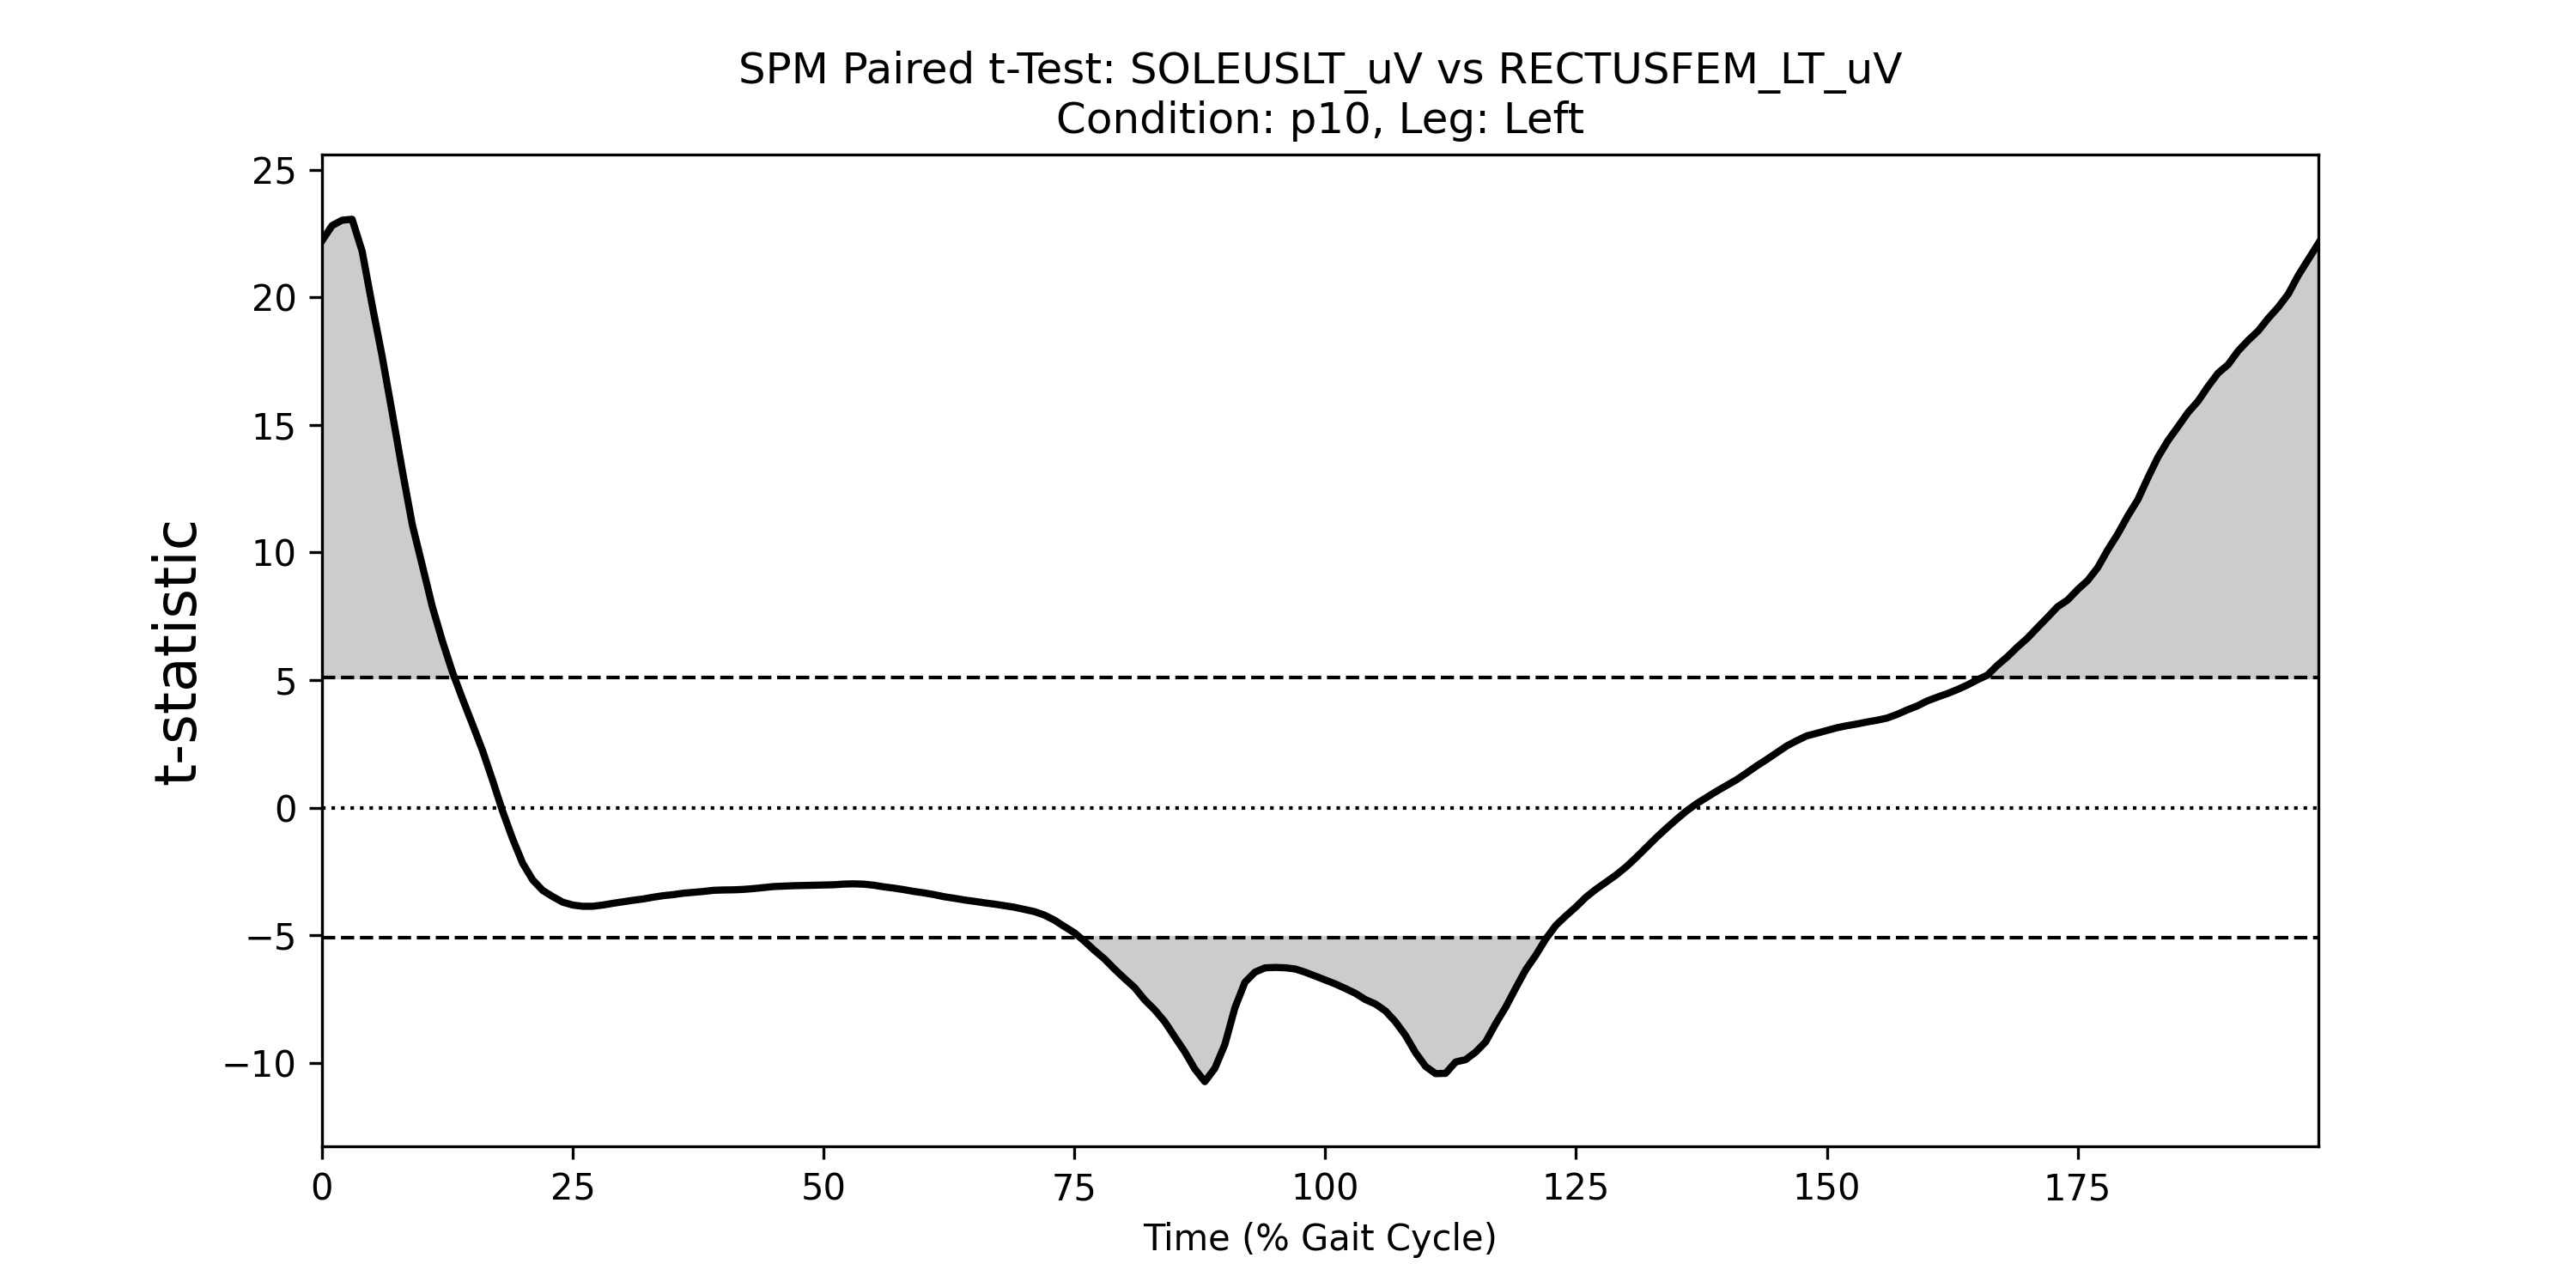 SPM Paired t-Test: SOLEUSLT_uV vs RECTUSFEM_LT_uV
Condition: p10, Leg: Left
t-statistic
25
20
15
10
5
0
−5
−10
0 25 50 75 100 125 150 175
Time (% Gait Cycle)